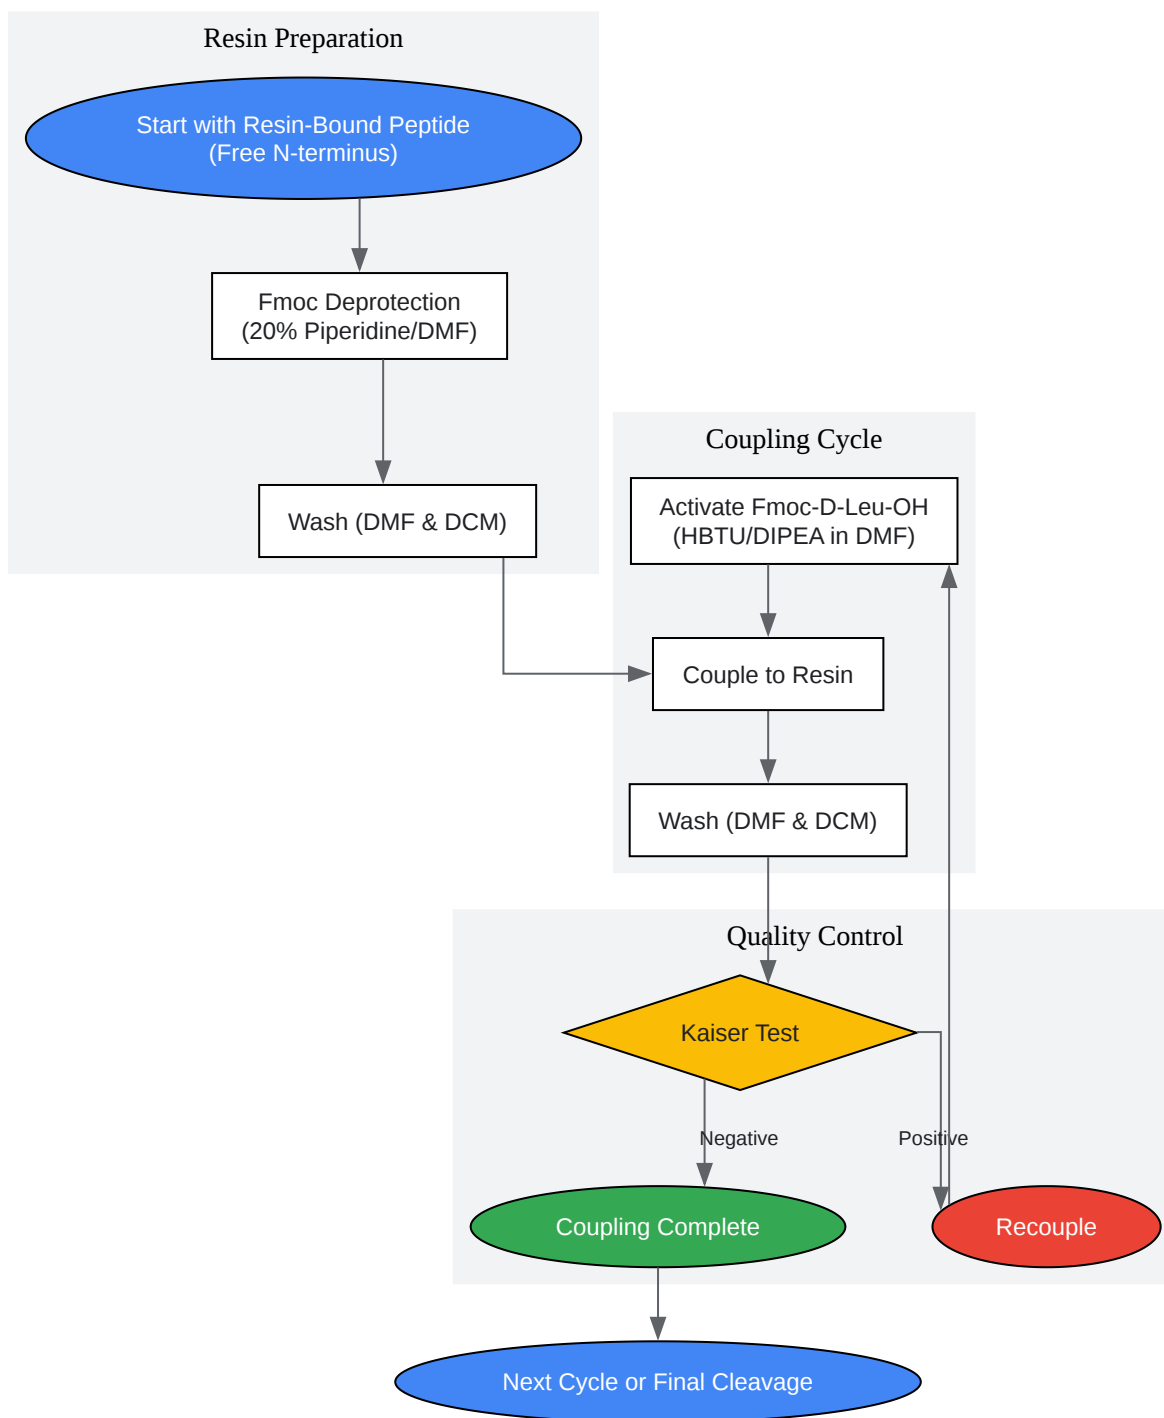 Resin Preparation
Start with Resin-Bound Peptide
(Free N-terminus)
Fmoc Deprotection
(20% Piperidine/DMF)
Wash (DMF & DCM)
Coupling Cycle
Activate Fmoc-D-Leu-OH
(HBTU/DIPEA in DMF)
Couple to Resin
Wash (DMF & DCM)
Quality Control
Kaiser Test
Negative
Positive
Coupling Complete
Recouple
Next Cycle or Final Cleavage